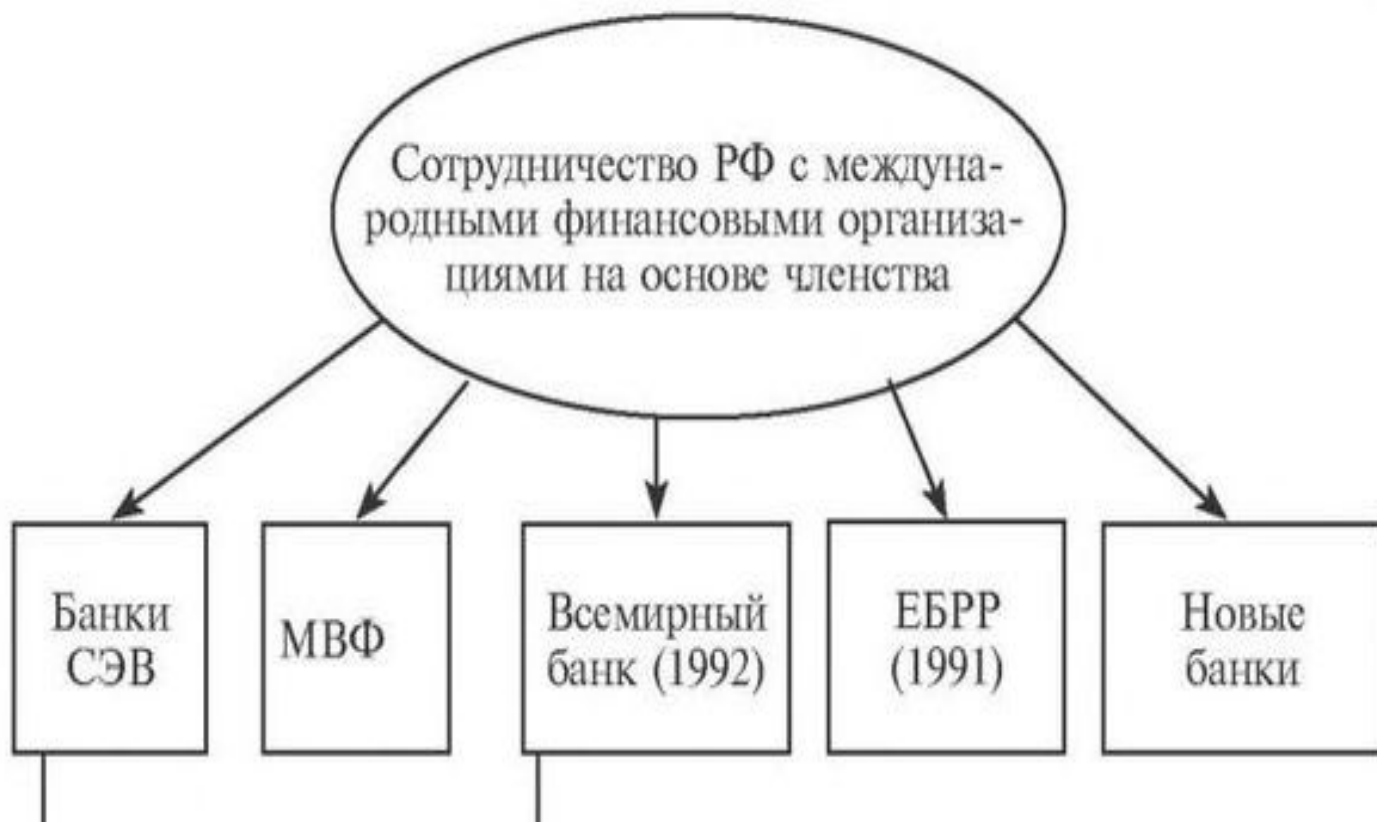 Сотрудничество РФ с междуна-
родными финансовыми организа-
циями на основе членства
Банки
СЭВ
МВФ
Всемирный
банк (1992)
ЕБРР
(1991)
Новые
банки